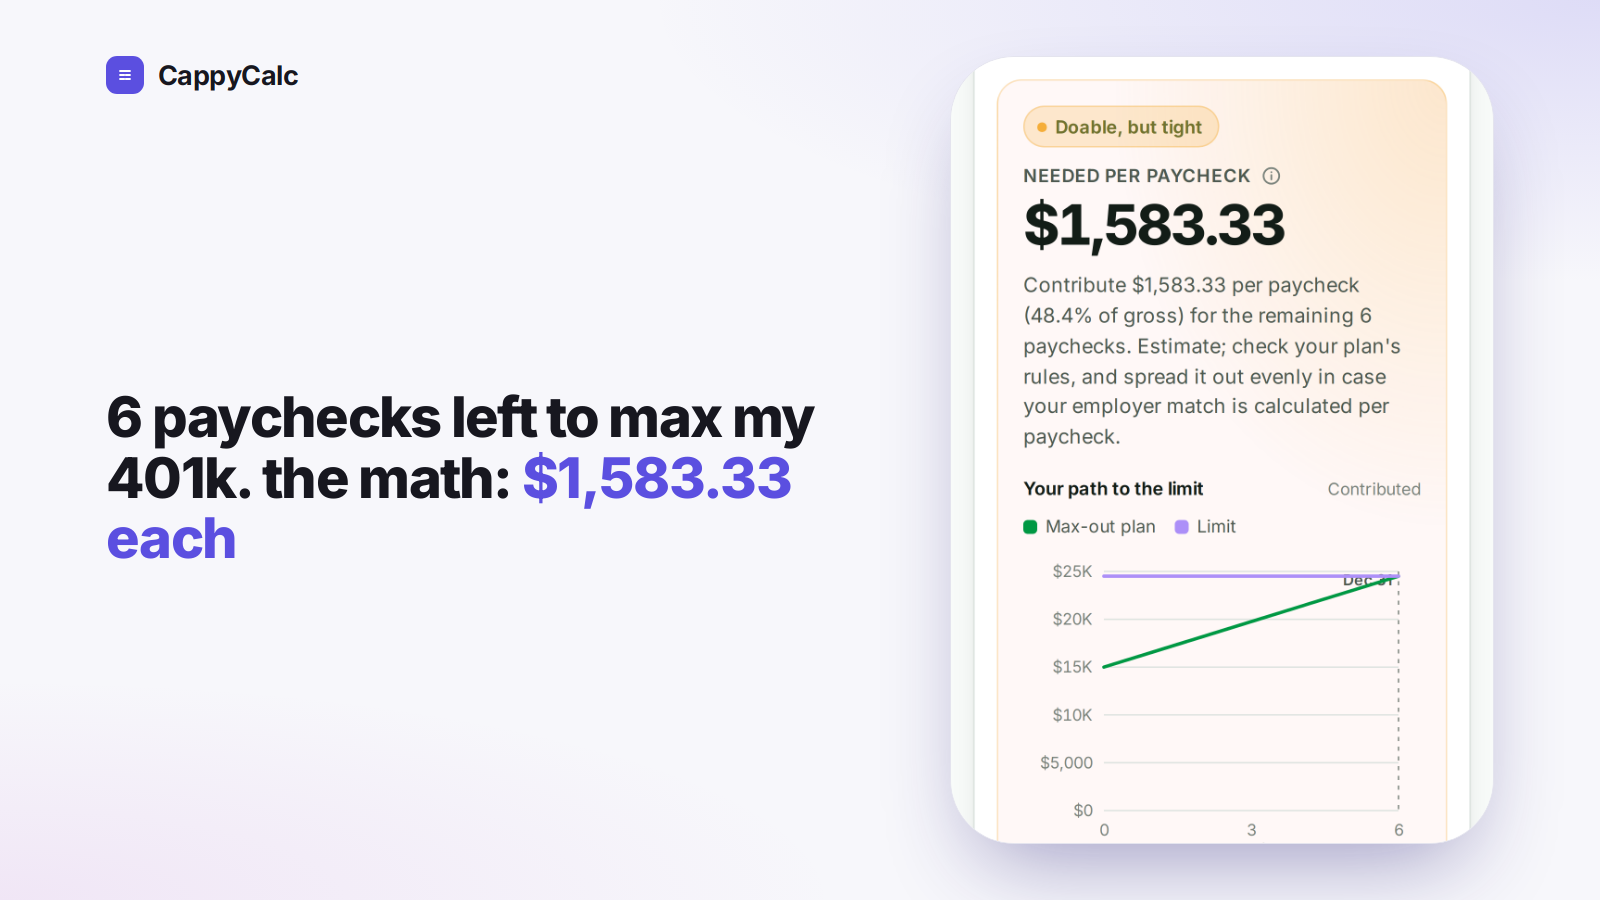 CappyCalc
6 paychecks left to max my
401k. the math: $1,583.33
each
Doable, but tight
NEEDED PER PAYCHECK
$1,583.33
Contribute $1,583.33 per paycheck
(48.4% of gross) for the remaining 6
paychecks. Estimate; check your plan's
rules, and spread it out evenly in case
your employer match is calculated per
paycheck.
Your path to the limit
Contributed
Max-out plan
Limit
$25K
Dec 31
$20K
$15K
$10K
$5,000
$0
0
3
6